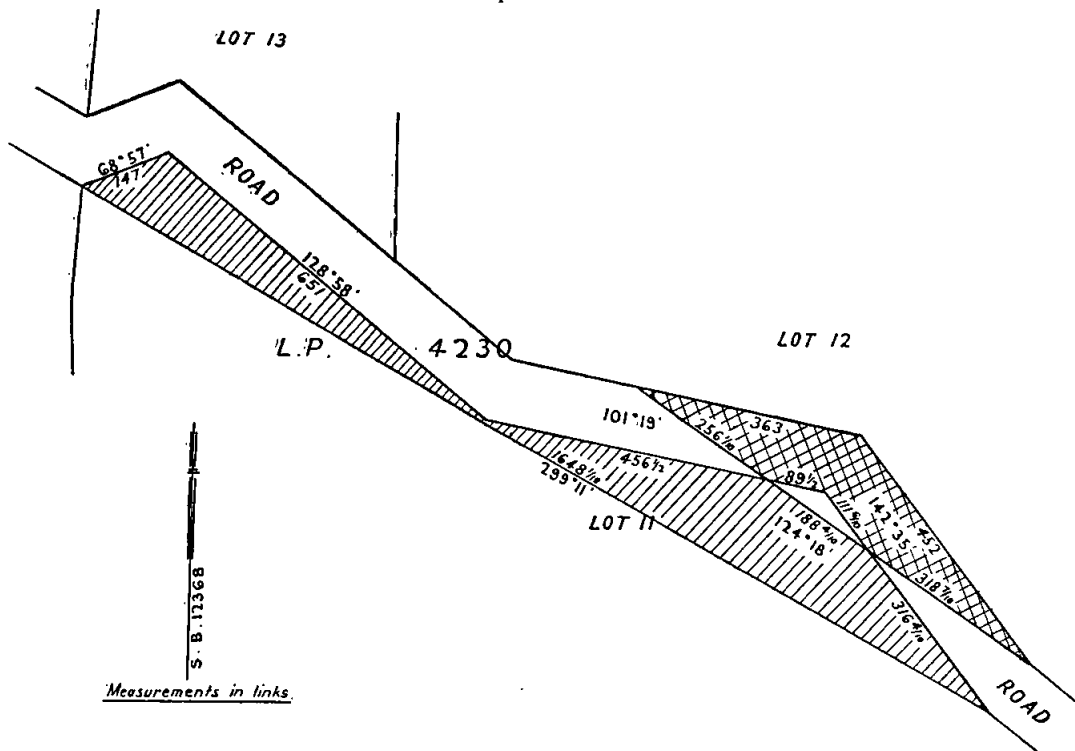 LOT 13
68°57'
147
ROAD
128°58'
651
L.P. 4230
LOT 12
101°19'
363
256 1/10
456 1/2
89 1/2
1648 1/10
299°11'
LOT 11
188 4/10
124°18'
111 6/10
142°35'
452
318 7/10
316 4/10
ROAD
S.B. 12368
Measurements in links.